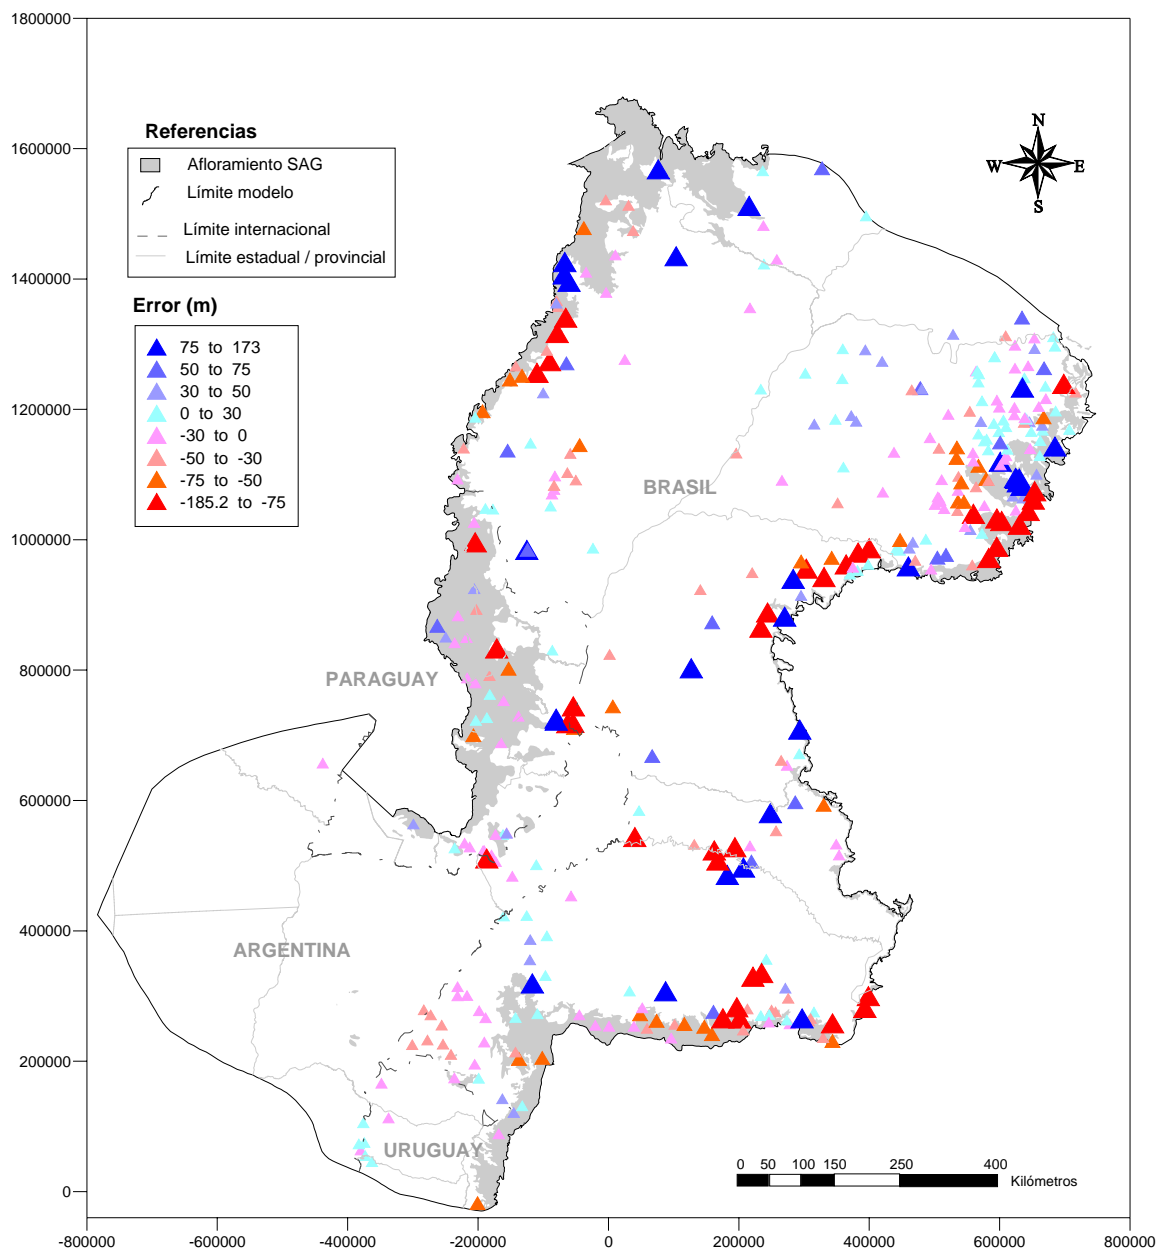 1800000
1600000
1400000
1200000
1000000
800000
600000
400000
200000
0
Referencias
Afloramiento SAG
Límite modelo
Límite internacional
Límite estadual / provincial
Error (m)
75 to 173
50 to 75
30 to 50
0 to 30
-30 to 0
-50 to -30
-75 to -50
-185.2 to -75
N
W
E
S
BRASIL
PARAGUAY
ARGENTINA
URUGUAY
0 50 100 150 250 400
Kilómetros
-800000 -600000 -400000 -200000 0 200000 400000 600000 800000